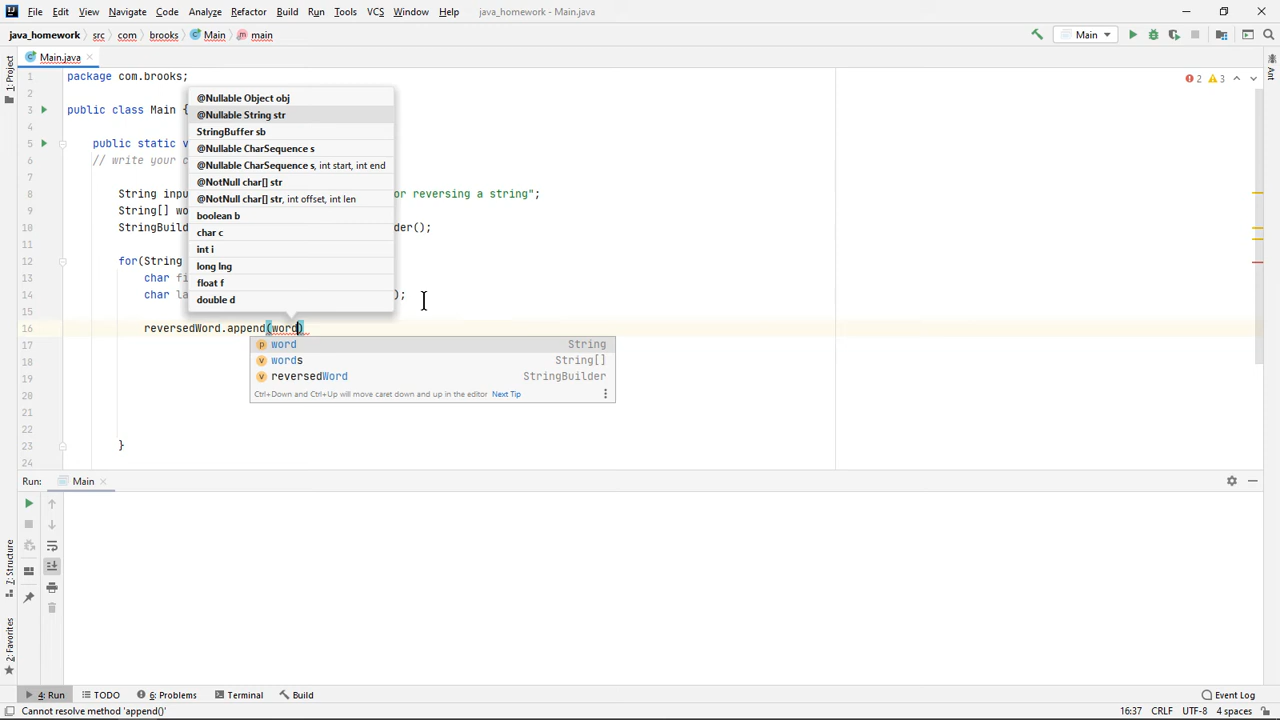 File Edit View Navigate Code Analyze Refactor Build Run Tools VCS Window Help java_homework - Main.java
java_homework src com brooks Main main Main
Main.java
1 package com.brooks;
2
3 public class Main {
4
5 public static v
6 // write your c
7
8 String inpu or reversing a string";
9 String[] wo
10 StringBuil der();
11
12 for(String
13 char fi
14 char la );
15
16 reversedWord.append(word)
17
18
19
20
21
22
23 }
24
2 3
@Nullable Object obj
@Nullable String str
StringBuffer sb
@Nullable CharSequence s
@Nullable CharSequence s, int start, int end
@NotNull char[] str
@NotNull char[] str, int offset, int len
boolean b
char c
int i
long lng
float f
double d
word String
words String[]
reversedWord StringBuilder
Ctrl+Down and Ctrl+Up will move caret down and up in the editor Next Tip
1: Project
Ant
Run: Main
7: Structure
2: Favorites
4: Run TODO 6: Problems Terminal Build Event Log
Cannot resolve method 'append()' 16:37 CRLF UTF-8 4 spaces